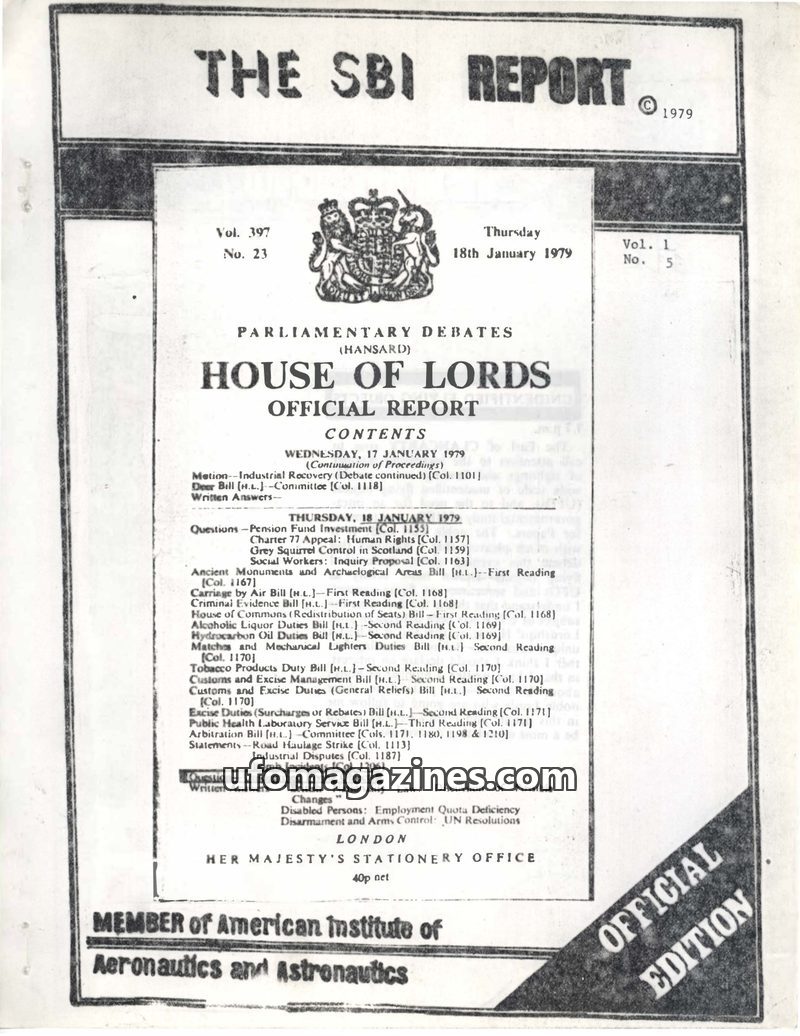 THE SBI REPORT © 1979
Vol. 397
No. 23
Thursday
18th January 1979
Vol. 1
No. 5
PARLIAMENTARY DEBATES
(HANSARD)
HOUSE OF LORDS
OFFICIAL REPORT
CONTENTS
WEDNESDAY, 17 JANUARY 1979
(Continuation of Proceedings)
Motion—Industrial Recovery (Debate continued) [Col. 1101]
Deer Bill [H.L.]—Committee [Col. 1118]
Written Answers—
THURSDAY, 18 JANUARY 1979
Questions—Pension Fund Investment [Col. 1155]
Charter 77 Appeal: Human Rights [Col. 1157]
Grey Squirrel Control in Scotland [Col. 1159]
Social Workers: Inquiry Proposal [Col. 1163]
Ancient Monuments and Archaelogical Areas Bill [H.L.]—First Reading
[Col. 1167]
Carriage by Air Bill [H.L.]—First Reading [Col. 1168]
Criminal Evidence Bill [H.L.]—First Reading [Col. 1168]
House of Commons (Redistribution of Seats) Bill—First Reading [Col. 1168]
Alcoholic Liquor Duties Bill [H.L.]—Second Reading [Col. 1169]
Hydrocarbon Oil Duties Bill [H.L.]—Second Reading [Col. 1169]
Matches and Mechanical Lighters Duties Bill [H.L.]—Second Reading
[Col. 1170]
Tobacco Products Duty Bill [H.L.]—Second Reading [Col. 1170]
Customs and Excise Management Bill [H.L.]—Second Reading [Col. 1170]
Customs and Excise Duties (General Reliefs) Bill [H.L.]—Second Reading
[Col. 1170]
Excise Duties (Surcharges or Rebates) Bill [H.L.]—Second Reading [Col. 1171]
Public Health Laboratory Service Bill [H.L.]—Third Reading [Col. 1171]
Arbitration Bill [H.L.]—Committee [Cols. 1171, 1180, 1198 & 1210]
Statements—Road Haulage Strike [Col. 1113]
Industrial Disputes [Col. 1187]
ufomagazines.com
Changes"
Disabled Persons: Employment Quota Deficiency
Disarmament and Arms Control: UN Resolutions
LONDON
HER MAJESTY'S STATIONERY OFFICE
40p net
MEMBER of American Institute of
Aeronautics and Astronautics
OFFICIAL
EDITION